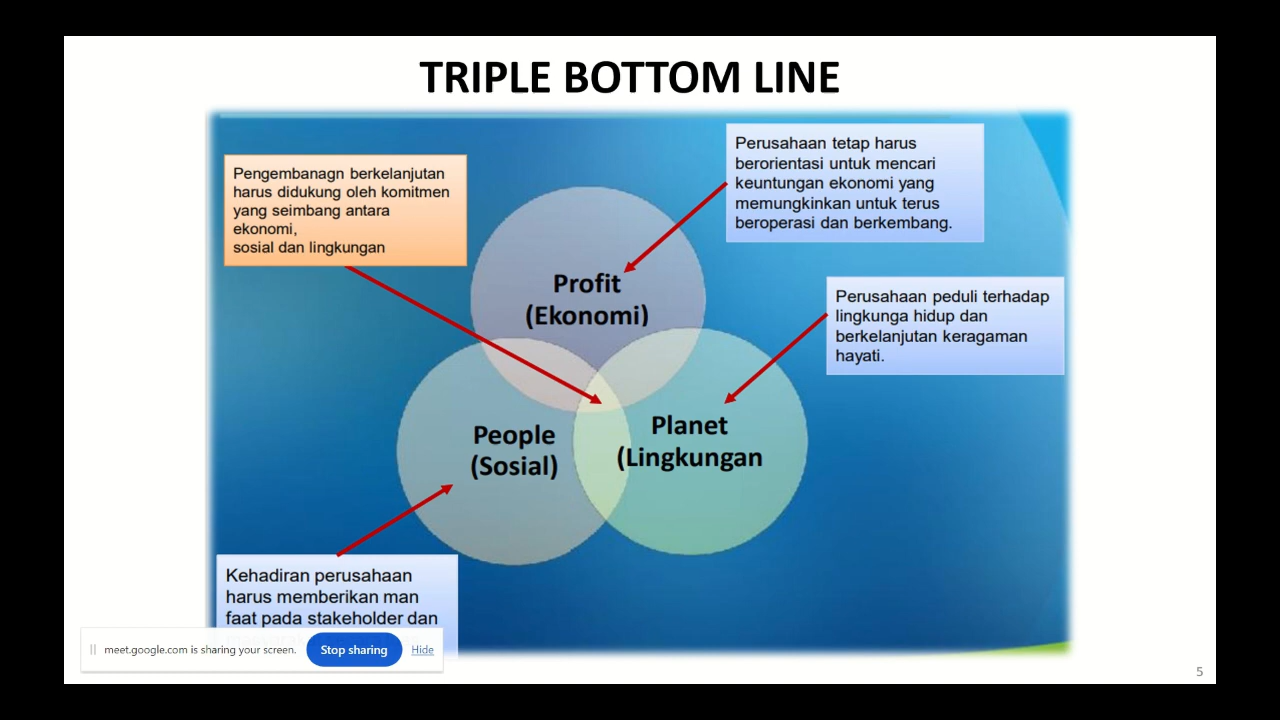 TRIPLE BOTTOM LINE
Pengembanagn berkelanjutan
harus didukung oleh komitmen
yang seimbang antara
ekonomi,
sosial dan lingkungan
Perusahaan tetap harus
berorientasi untuk mencari
keuntungan ekonomi yang
memungkinkan untuk terus
beroperasi dan berkembang.
Profit
(Ekonomi)
Perusahaan peduli terhadap
lingkunga hidup dan
berkelanjutan keragaman
hayati.
People
(Sosial)
Planet
(Lingkungan
Kehadiran perusahaan
harus memberikan man
faat pada stakeholder dan
meet.google.com is sharing your screen.
Stop sharing
Hide
5